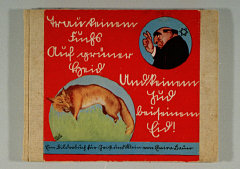 Trau keinem
Fuchs
Auf grüner
Heid
Und keinem
Jud
bei seinem
Eid!
Ein Bilderbuch für Groß und Klein von Elvira Bauer